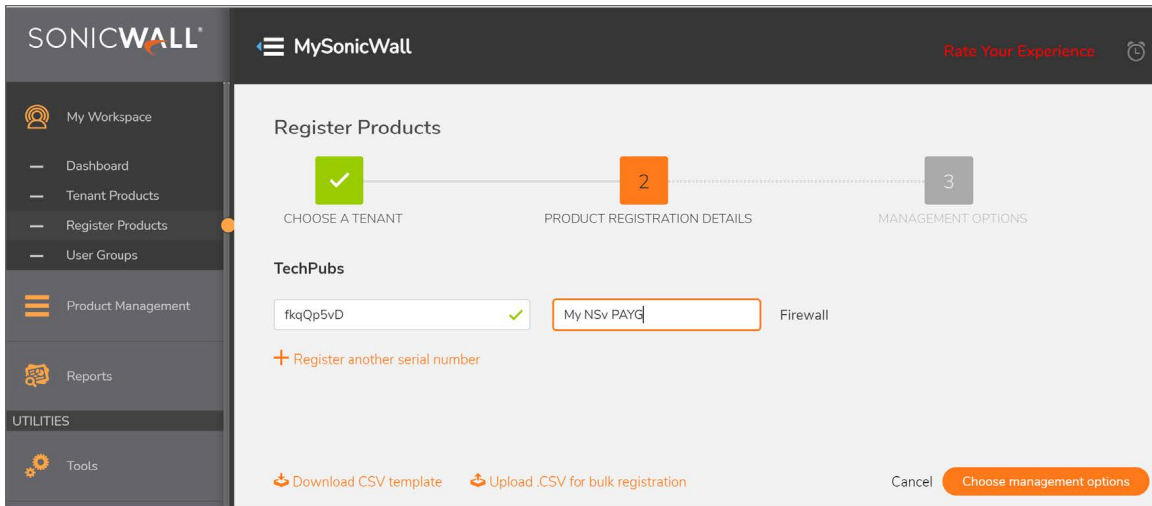 SONICWALL®
MySonicWall
Rate Your Experience
My Workspace
Dashboard
Tenant Products
Register Products
User Groups
Product Management
Reports
UTILITIES
Tools
Register Products
2
3
CHOOSE A TENANT
PRODUCT REGISTRATION DETAILS
MANAGEMENT OPTIONS
TechPubs
fkqQp5vD
My NSv PAYG
Firewall
Register another serial number
Download CSV template
Upload .CSV for bulk registration
Cancel
Choose management options